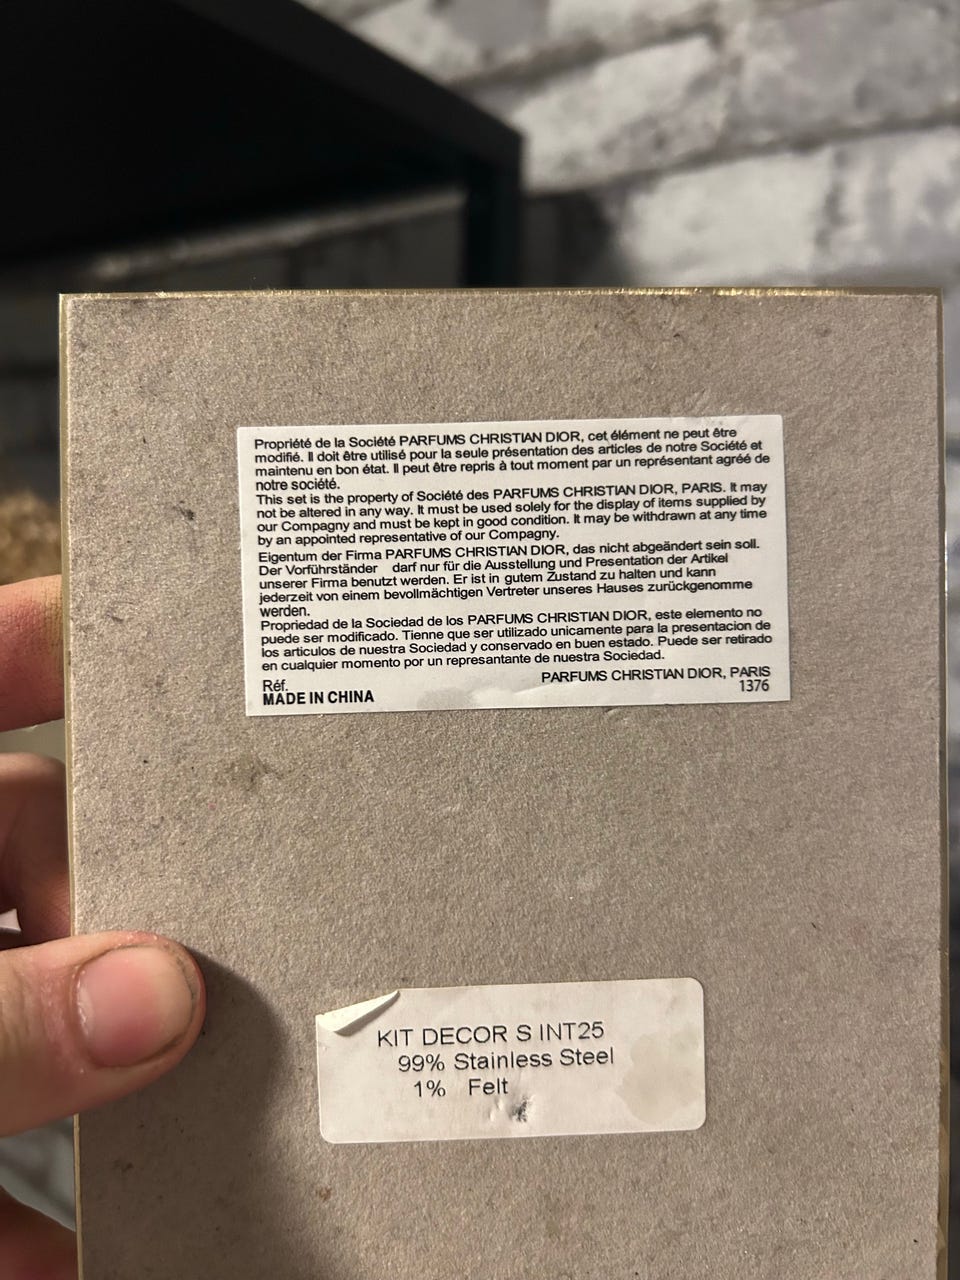 Propriété de la Société PARFUMS CHRISTIAN DIOR, cet élément ne peut être
modifié. Il doit être utilisé pour la seule présentation des articles de notre Société et
maintenu en bon état. Il peut être repris à tout moment par un représentant agréé de
notre société.
This set is the property of Société des PARFUMS CHRISTIAN DIOR, PARIS. It may
not be altered in any way. It must be used solely for the display of items supplied by
our Compagny and must be kept in good condition. It may be withdrawn at any time
by an appointed representative of our Compagny.
Eigentum der Firma PARFUMS CHRISTIAN DIOR, das nicht abgeändert sein soll.
Der Vorführständer darf nur für die Ausstellung und Presentation der Artikel
unserer Firma benutzt werden. Er ist in gutem Zustand zu halten und kann
jederzeit von einem bevollmächtigen Vertreter unseres Hauses zurückgenomme
werden.
Propriedad de la Sociedad de los PARFUMS CHRISTIAN DIOR, este elemento no
puede ser modificado. Tienne que ser utilizado unicamente para la presentacion de
los articulos de nuestra Sociedad y conservado en buen estado. Puede ser retirado
en cualquier momento por un represantante de nuestra Sociedad.
PARFUMS CHRISTIAN DIOR, PARIS
Réf. 1376
MADE IN CHINA
KIT DECOR S INT25
99% Stainless Steel
1% Felt